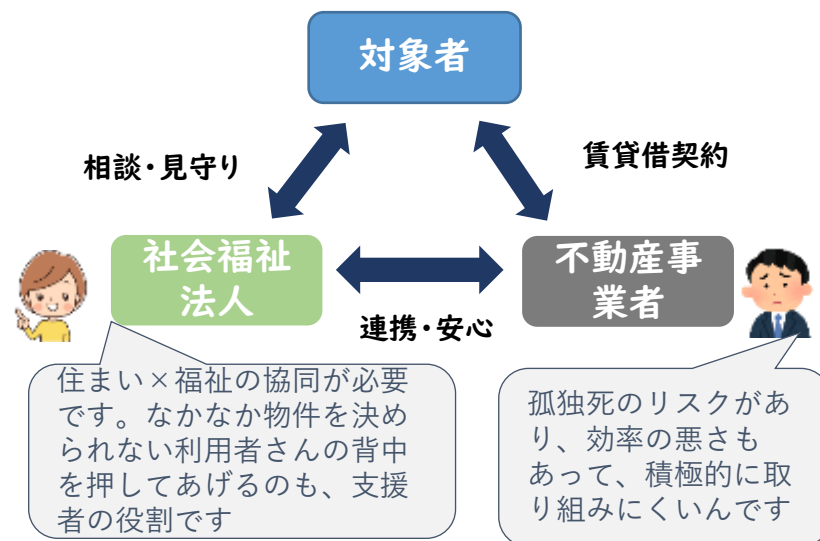 対象者
相談・見守り
賃貸借契約
社会福祉
法人
不動産事
業者
連携・安心
住まい×福祉の協同が必要
です。なかなか物件を決め
られない利用者さんの背中
を押してあげるのも、支援
者の役割です
孤独死のリスクがあ
り、効率の悪さも
あって、積極的に取
り組みにくいんです